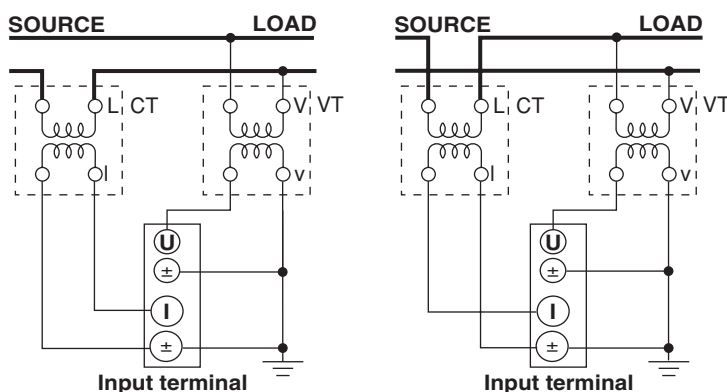 SOURCE LOAD
L CT V VT
l v
U
±
I
±
Input terminal
SOURCE LOAD
L CT V VT
l v
U
±
I
±
Input terminal